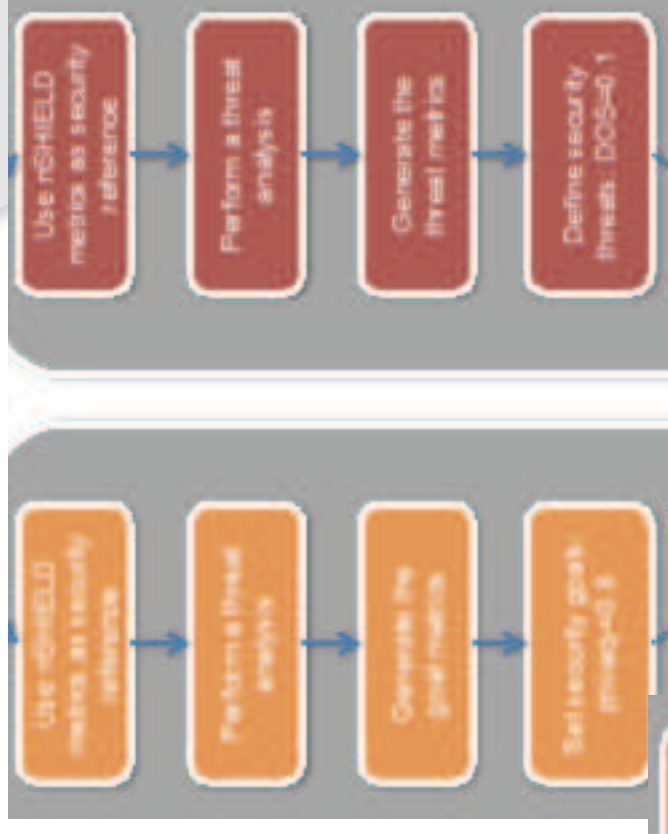 Use nSHIELD
metrics as security
reference
Perform a threat
analysis
Generate the
threat metrics
Define security
threats: DOS=0.1
Use nSHIELD
metrics as security
reference
Perform a threat
analysis
Generate the
goal metrics
Set security goals: